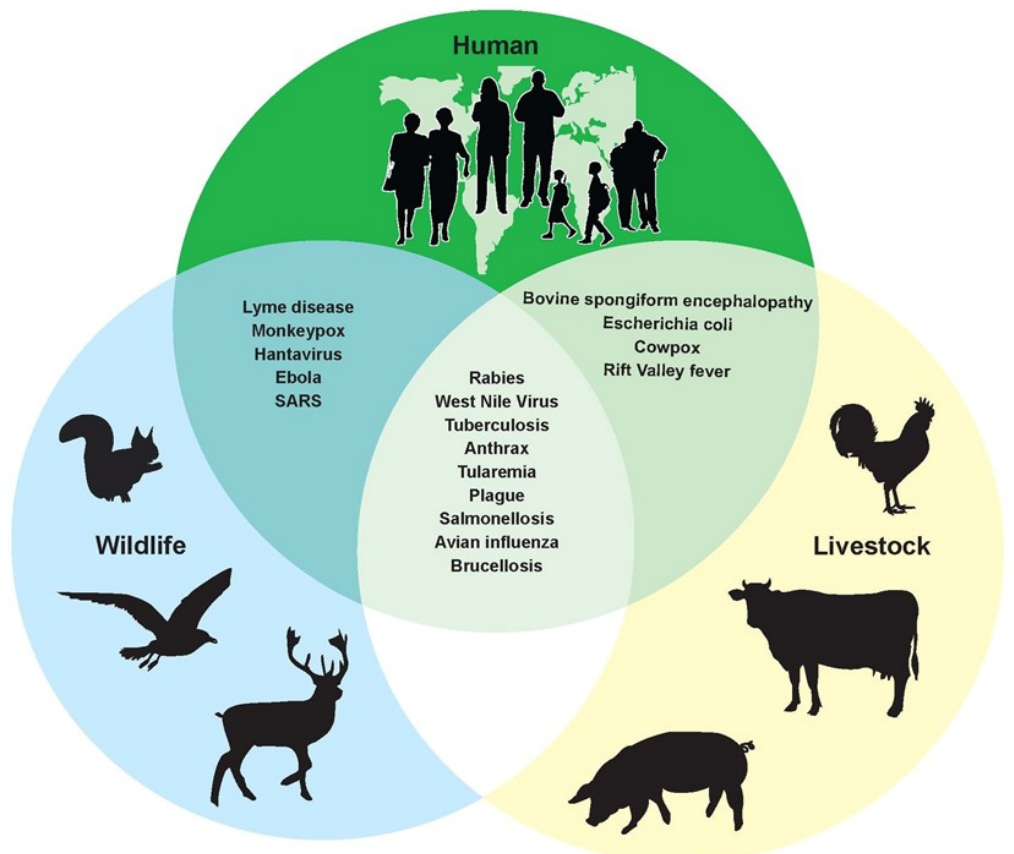 Human
Lyme disease
Monkeypox
Hantavirus
Ebola
SARS
Bovine spongiform encephalopathy
Escherichia coli
Cowpox
Rift Valley fever
Rabies
West Nile Virus
Tuberculosis
Anthrax
Tularemia
Plague
Salmonellosis
Avian influenza
Brucellosis
Wildlife
Livestock